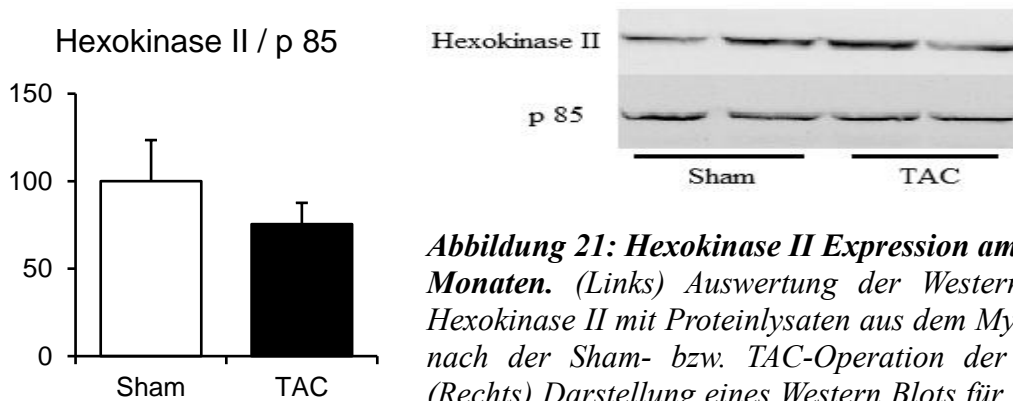 Hexokinase II / p 85
150
100
50
0
Sham TAC
Hexokinase II
p 85
Sham TAC
Abbildung 21: Hexokinase II Expression am
Monaten. (Links) Auswertung der Western
Hexokinase II mit Proteinlysaten aus dem My
nach der Sham- bzw. TAC-Operation der
(Rechts) Darstellung eines Western Blots für